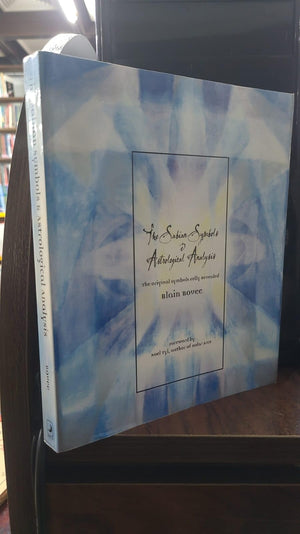 The Sabian Symbols
&
Astrological Analysis
The original symbols fully revealed
Blain Bovee
foreword by
Noel Tyl, author of Solar Arcs
sabian symbols & astrological analysis
BOVEE